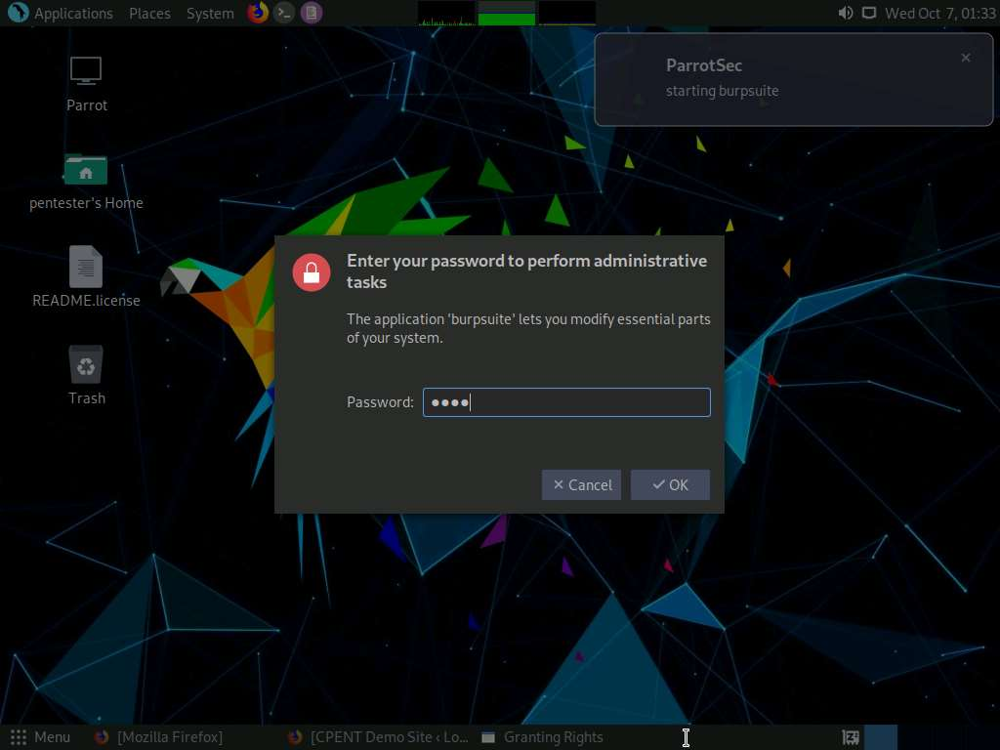 Applications Places System
Wed Oct 7, 01:33
ParrotSec
starting burpsuite
Parrot
pentester's Home
README.license
Trash
Enter your password to perform administrative
tasks
The application 'burpsuite' lets you modify essential parts
of your system.
Password: ●●●●
Cancel OK
Menu [Mozilla Firefox] [CPENT Demo Site ‹ Lo... Granting Rights